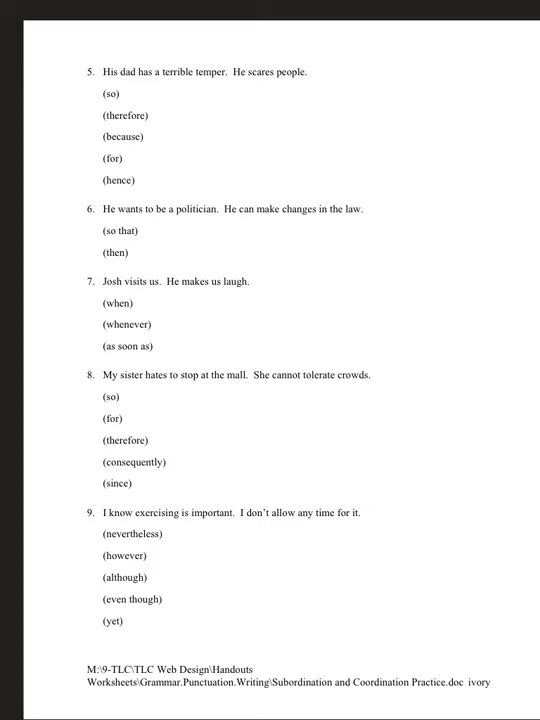 5. His dad has a terrible temper. He scares people.
(so)
(therefore)
(because)
(for)
(hence)
6. He wants to be a politician. He can make changes in the law.
(so that)
(then)
7. Josh visits us. He makes us laugh.
(when)
(whenever)
(as soon as)
8. My sister hates to stop at the mall. She cannot tolerate crowds.
(so)
(for)
(therefore)
(consequently)
(since)
9. I know exercising is important. I don’t allow any time for it.
(nevertheless)
(however)
(although)
(even though)
(yet)
M:\9-TLC\TLC Web Design\Handouts
Worksheets\Grammar.Punctuation.Writing\Subordination and Coordination Practice.doc ivory